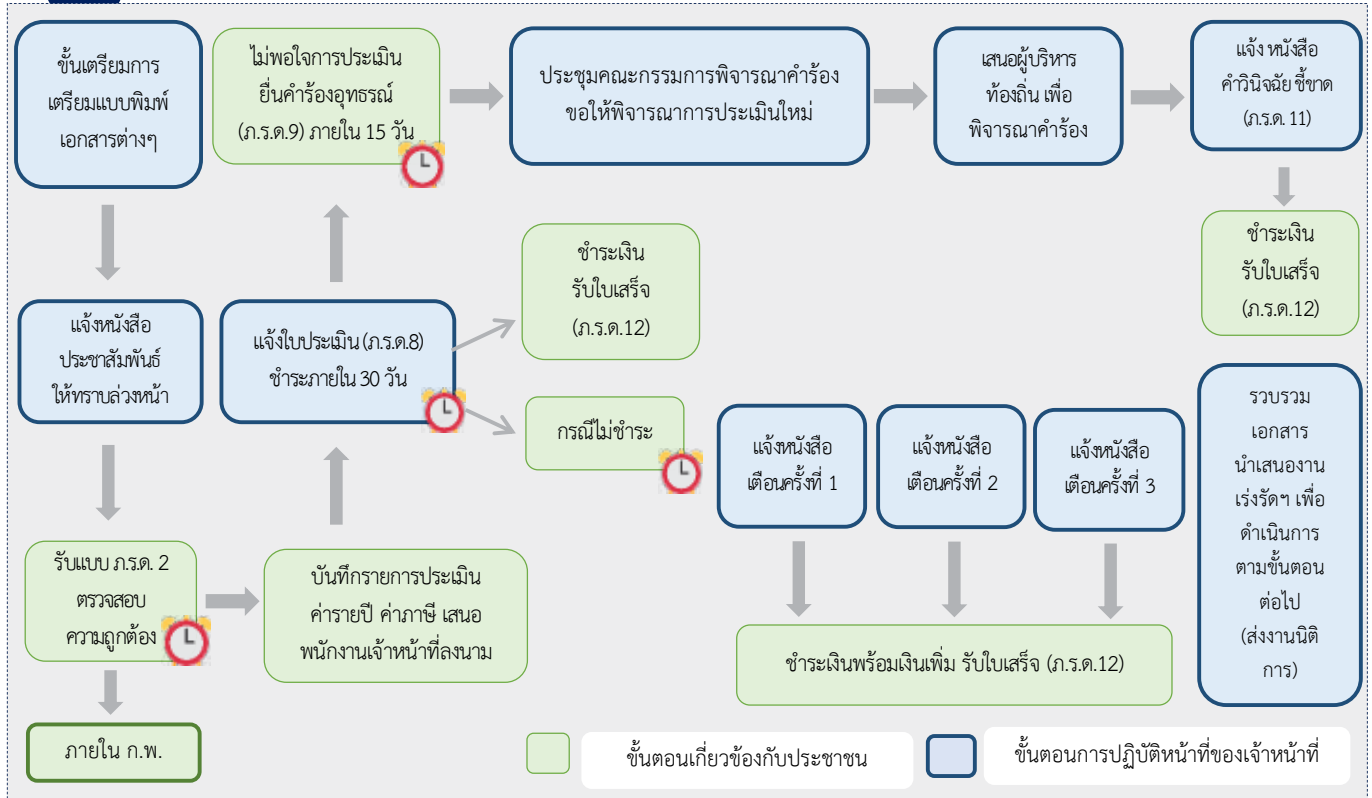 ขั้นเตรียมการ
เตรียมแบบพิมพ์
เอกสารต่างๆ
ไม่พอใจการประเมิน
ยื่นคำร้องอุทธรณ์
(ภ.ร.ด.9) ภายใน 15 วัน
ประชุมคณะกรรมการพิจารณาคำร้อง
ขอให้พิจารณาการประเมินใหม่
เสนอผู้บริหาร
ท้องถิ่น เพื่อ
พิจารณาคำร้อง
แจ้ง หนังสือ
คำวินิจฉัย ชี้ขาด
(ภ.ร.ด. 11)
ชำระเงิน
รับใบเสร็จ
(ภ.ร.ด.12)
แจ้งหนังสือ
ประชาสัมพันธ์
ให้ทราบล่วงหน้า
แจ้งใบประเมิน (ภ.ร.ด.8)
ชำระภายใน 30 วัน
ชำระเงิน
รับใบเสร็จ
(ภ.ร.ด.12)
กรณีไม่ชำระ
แจ้งหนังสือ
เตือนครั้งที่ 1
แจ้งหนังสือ
เตือนครั้งที่ 2
แจ้งหนังสือ
เตือนครั้งที่ 3
รวบรวม
เอกสาร
นำเสนองาน
เร่งรัดฯ เพื่อ
ดำเนินการ
ตามขั้นตอน
ต่อไป
(ส่งงานนิติ
การ)
รับแบบ ภ.ร.ด. 2
ตรวจสอบ
ความถูกต้อง
บันทึกรายการประเมิน
ค่ารายปี ค่าภาษี เสนอ
พนักงานเจ้าหน้าที่ลงนาม
ชำระเงินพร้อมเงินเพิ่ม รับใบเสร็จ (ภ.ร.ด.12)
ภายใน ก.พ.
ขั้นตอนเกี่ยวข้องกับประชาชน
ขั้นตอนการปฏิบัติหน้าที่ของเจ้าหน้าที่